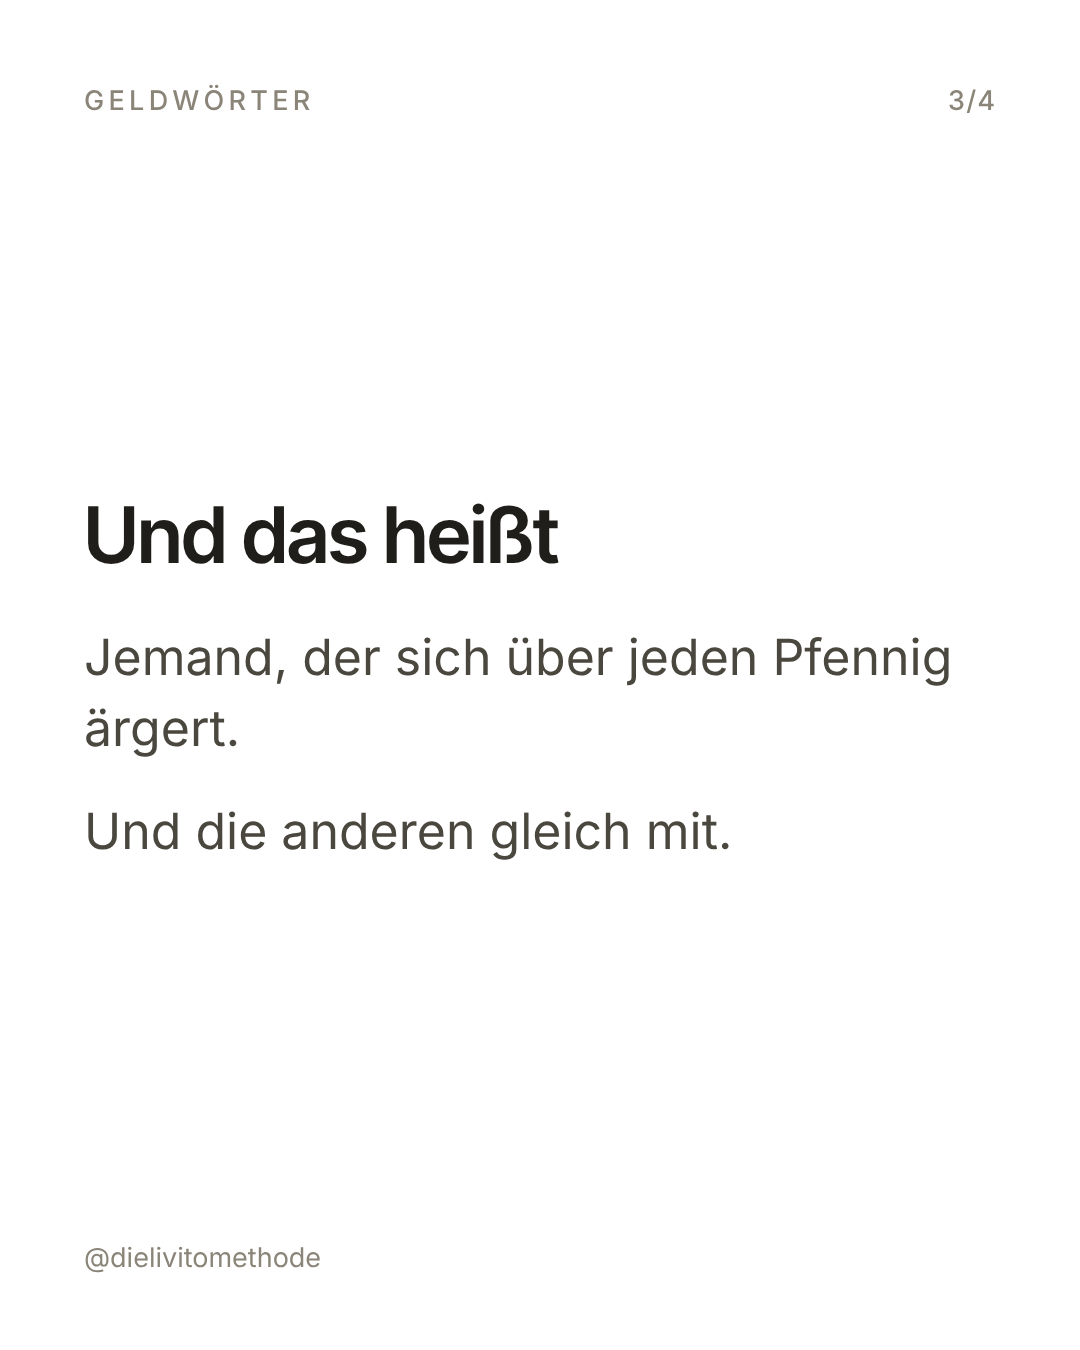 GELDWÖRTER
3/4
Und das heißt
Jemand, der sich über jeden Pfennig
ärgert.
Und die anderen gleich mit.
@dielivitomethode